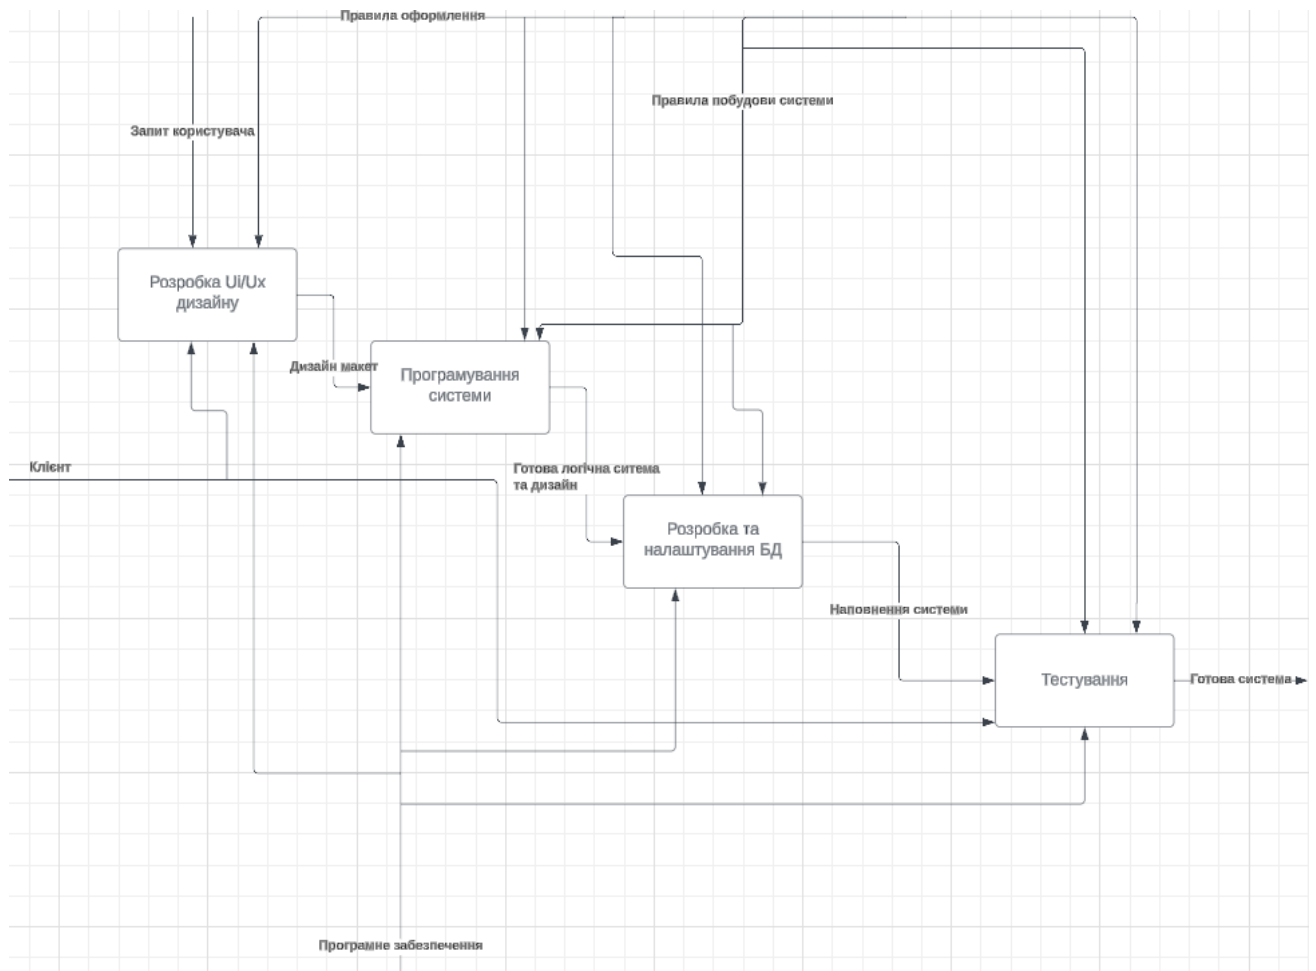 Правила оформлення
Правила побудови системи
Запит користувача
Розробка Ui/Ux
дизайну
Дизайн макет
Програмування
системи
Клієнт
Готова логічна ситема
та дизайн
Розробка та
налаштування БД
Наповнення системи
Тестування
Готова система
Програмне забезпечення